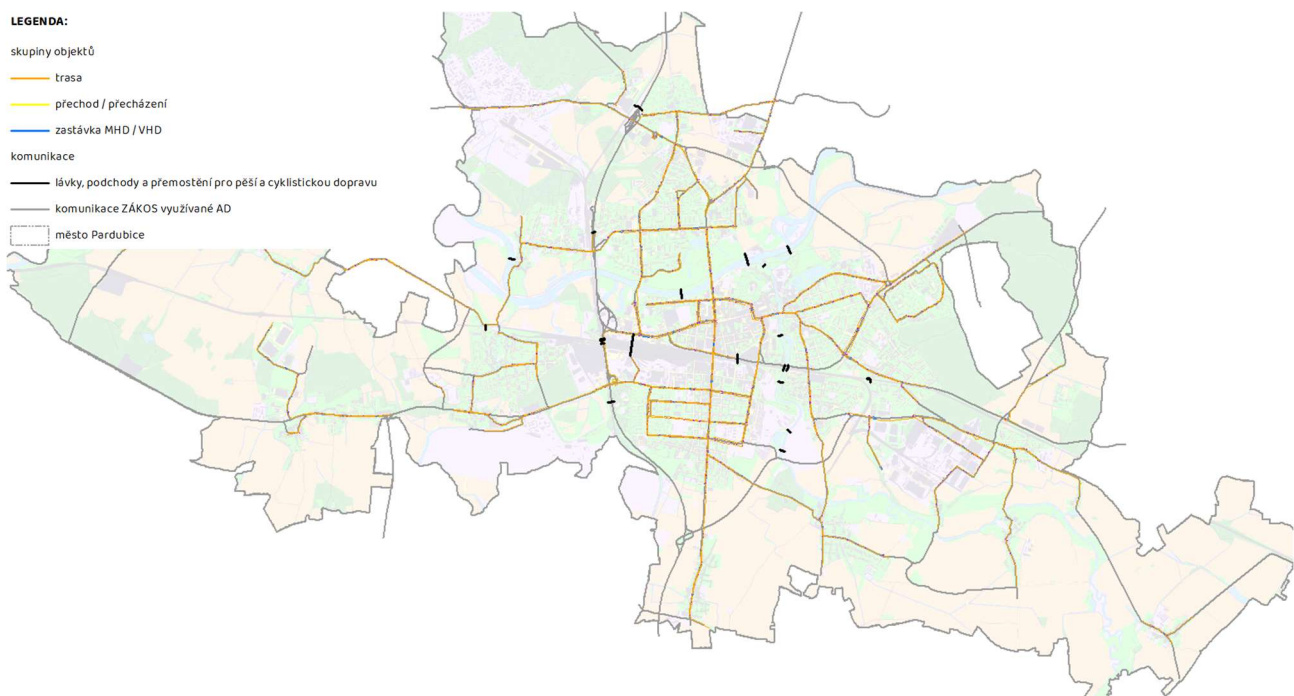 LEGENDA:
skupiny objektů
trasa
přechod / přecházení
zastávka MHD / VHD
komunikace
lávky, podchody a přemostění pro pěší a cyklistickou dopravu
komunikace ZÁKOS využívané AD
město Pardubice